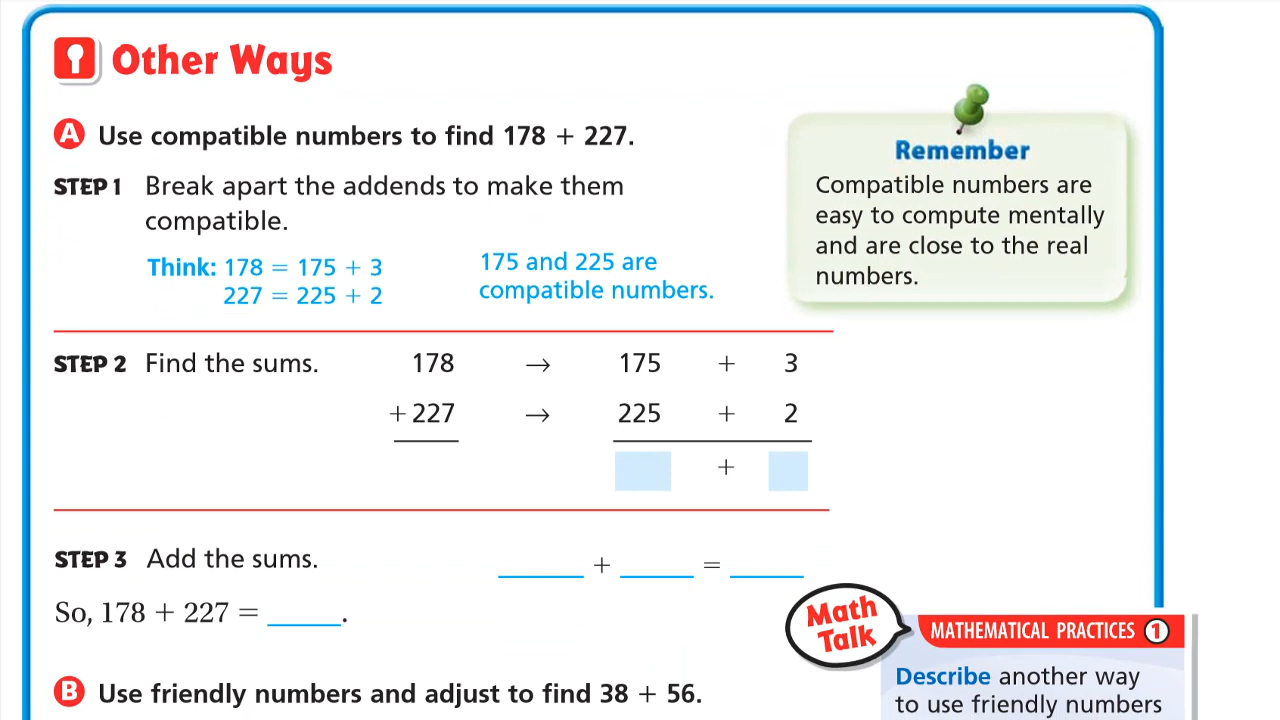 Other Ways
A Use compatible numbers to find 178 + 227.
STEP 1 Break apart the addends to make them
compatible.
Think: 178 = 175 + 3
227 = 225 + 2
175 and 225 are
compatible numbers.
Remember
Compatible numbers are
easy to compute mentally
and are close to the real
numbers.
STEP 2 Find the sums. 178 → 175 + 3
+ 227 → 225 + 2
+
STEP 3 Add the sums. ____ + ____ = ____
So, 178 + 227 = ____.
Math
Talk
MATHEMATICAL PRACTICES 1
Describe another way
to use friendly numbers
B Use friendly numbers and adjust to find 38 + 56.